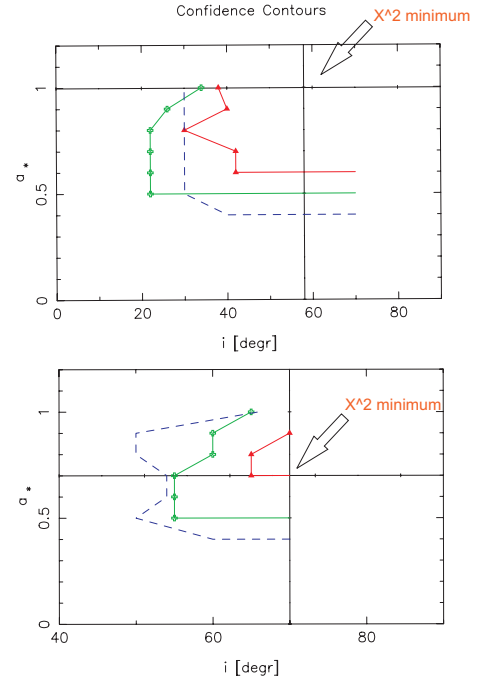 Confidence Contours
X^2 minimum
1
0.5
0
a*
0 20 40 60 80
i [degr]
X^2 minimum
1
0.5
0
a*
40 60 80
i [degr]